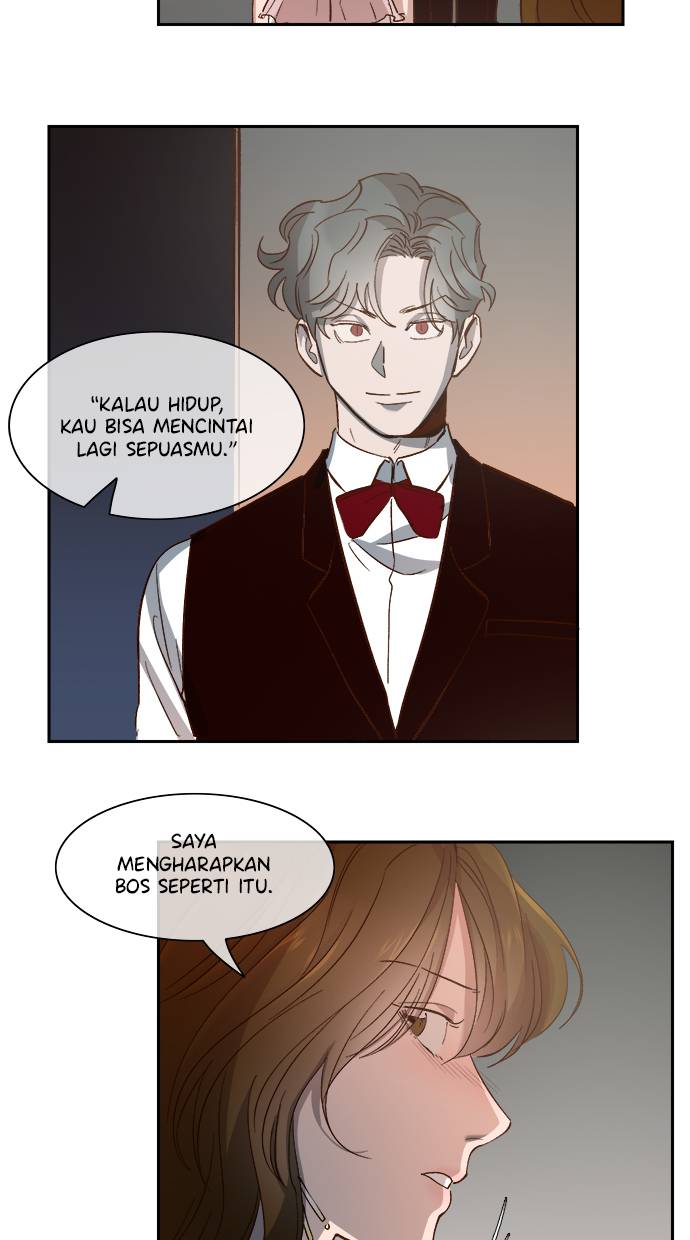 “KALAU HIDUP,
KAU BISA MENCINTAI
LAGI SEPUASMU.”
SAYA
MENGHARAPKAN
BOS SEPERTI ITU.